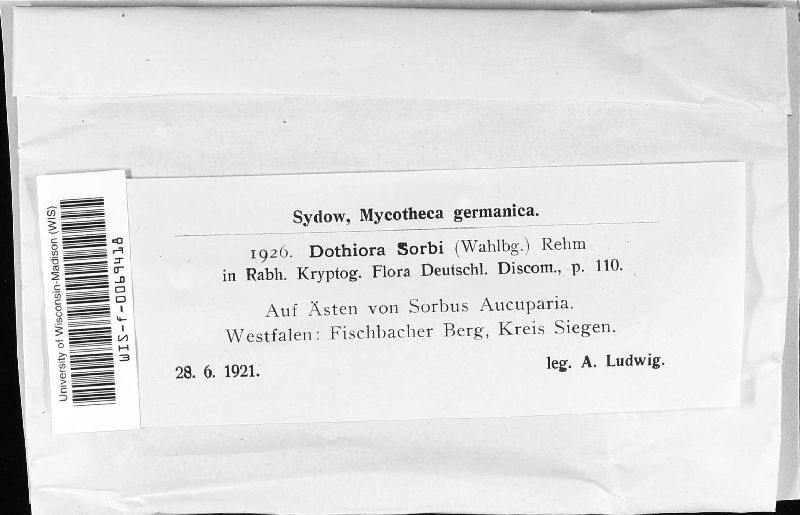 Sydow, Mycotheca germanica.
1926. Dothiora Sorbi (Wahlbg.) Rehm
in Rabh. Kryptog. Flora Deutschl. Discom., p. 110.
Auf Ästen von Sorbus Aucuparia.
Westfalen: Fischbacher Berg, Kreis Siegen.
28. 6. 1921.
leg. A. Ludwig.
University of Wisconsin-Madison (WIS)
WIS-f-0069418